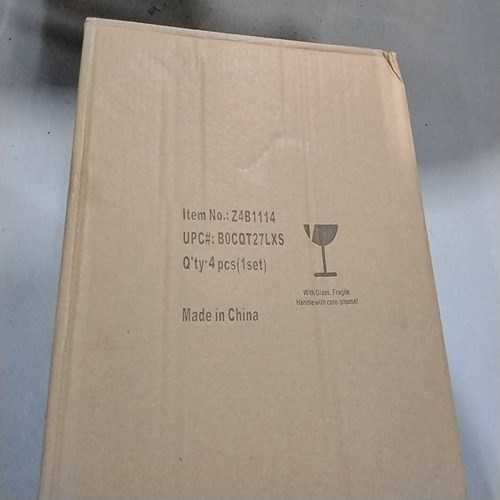 Item No.: Z4B1114
UPC#: B0CQT27LXS
Q'ty:4 pcs(1set)
Made in China
With Glass, Fragile,
Handle with care, please!